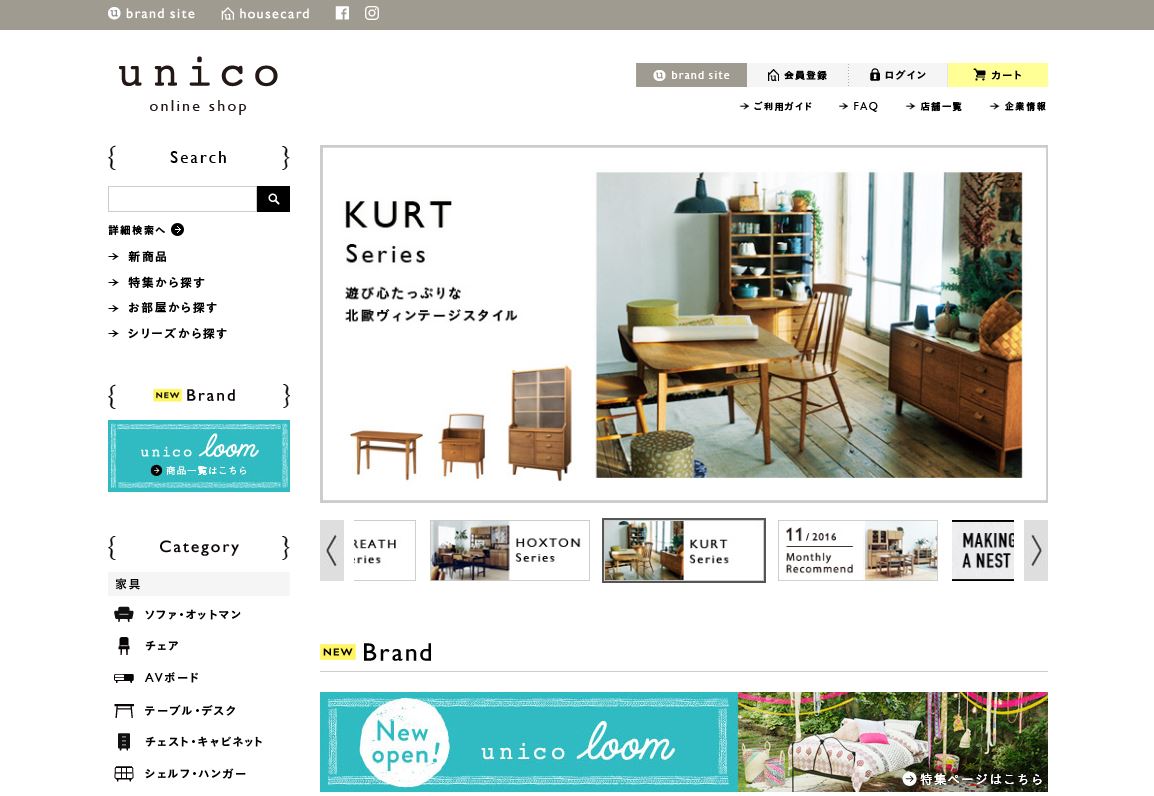 brand site
housecard
unico
online shop
brand site
会員登録
ログイン
カート
ご利用ガイド
FAQ
店舗一覧
企業情報
Search
詳細検索へ
新商品
特集から探す
お部屋から探す
シリーズから探す
NEW Brand
unico loom
商品一覧はこちら
Category
家具
ソファ・オットマン
チェア
AVボード
テーブル・デスク
チェスト・キャビネット
シェルフ・ハンガー
KURT
Series
遊び心たっぷりな
北欧ヴィンテージスタイル
REATH
ries
HOXTON
Series
KURT
Series
11/2016
Monthly
Recommend
MAKING
A NEST
NEW Brand
New
open!
unico loom
特集ページはこちら